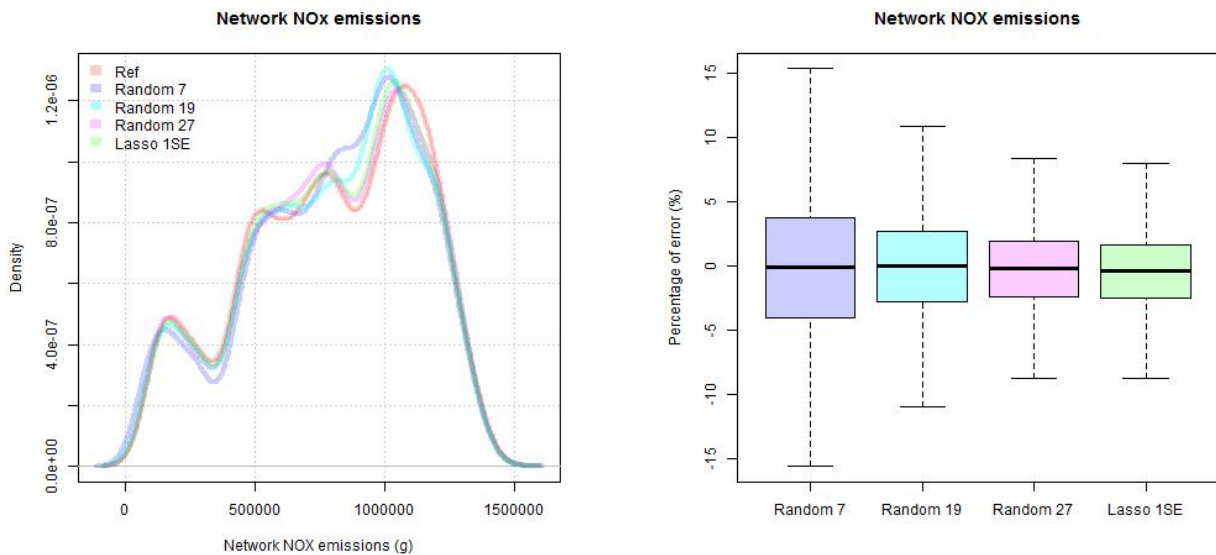 Network NOx emissions
Ref
Random 7
Random 19
Random 27
Lasso 1SE
Density
0.0e+00
4.0e-07
8.0e-07
1.2e-06
0
500000
1000000
1500000
Network NOX emissions (g)
Network NOX emissions
Percentage of error (%)
15
10
5
0
-5
-10
-15
Random 7
Random 19
Random 27
Lasso 1SE